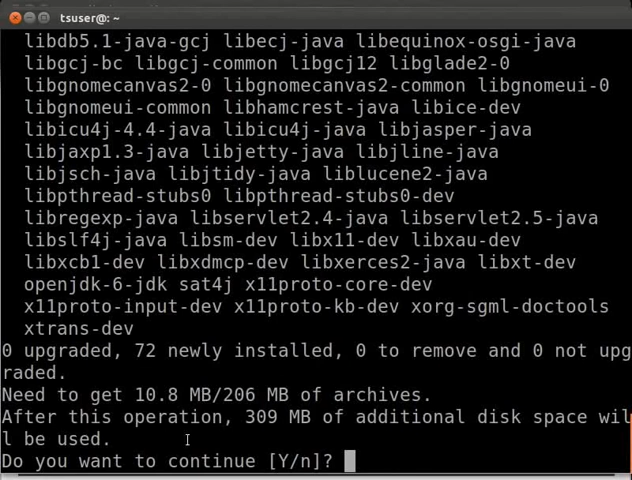 tsuser@: ~
libdb5.1-java-gcj libecj-java libequinox-osgi-java
libgcj-bc libgcj-common libgcj12 libglade2-0
libgnomecanvas2-0 libgnomecanvas2-common libgnomeui-0
libgnomeui-common libhamcrest-java libice-dev
libicu4j-4.4-java libicu4j-java libjasper-java
libjaxp1.3-java libjetty-java libjline-java
libjsch-java libjtidy-java liblucene2-java
libpthread-stubs0 libpthread-stubs0-dev
libregexp-java libservlet2.4-java libservlet2.5-java
libslf4j-java libsm-dev libx11-dev libxau-dev
libxcb1-dev libxdmcp-dev libxerces2-java libxt-dev
openjdk-6-jdk sat4j x11proto-core-dev
x11proto-input-dev x11proto-kb-dev xorg-sgml-doctools
xtrans-dev
0 upgraded, 72 newly installed, 0 to remove and 0 not upg
raded.
Need to get 10.8 MB/206 MB of archives.
After this operation, 309 MB of additional disk space wil
l be used.
Do you want to continue [Y/n]?